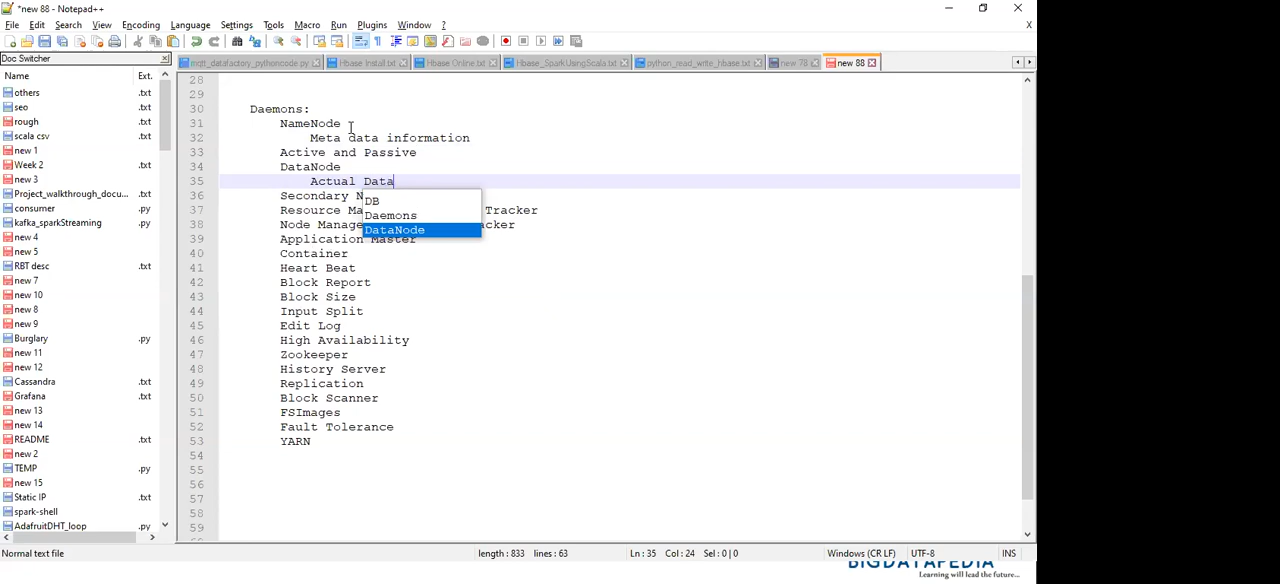 *new 88 - Notepad++
File Edit Search View Encoding Language Settings Tools Macro Run Plugins Window ?
X
Doc Switcher
mqtt_datafactory_pythoncode.py Hbase Install.txt Hbase Online.txt Hbase_SparkUsingScala.txt python_read_write_hbase.txt new 78 new 88
Name Ext.
others .txt
seo .txt
rough .txt
scala csv .txt
new 1
Week 2 .txt
new 3
Project_walkthrough_docu... .txt
consumer .txt
kafka_sparkStreaming .txt
new 4
new 5
RBT desc .txt
new 7
new 10
new 8
new 9
Burglary .py
new 11
new 12
Cassandra .txt
Grafana .txt
new 13
new 14
README .txt
new 2
TEMP .py
new 15
Static IP .txt
spark-shell
AdafruitDHT_loop .py
28
29
30 Daemons:
31 NameNode
32 Meta data information
33 Active and Passive
34 DataNode
35 Actual Data
36 Secondary N
37 Resource Ma Tracker
38 Node Manage cker
39 Application Master
40 Container
41 Heart Beat
42 Block Report
43 Block Size
44 Input Split
45 Edit Log
46 High Availability
47 Zookeeper
48 History Server
49 Replication
50 Block Scanner
51 FSImages
52 Fault Tolerance
53 YARN
54
55
56
57
58
59
DB
Daemons
DataNode
Normal text file length : 833 lines : 63 Ln : 35 Col : 24 Sel : 0 | 0 Windows (CR LF) UTF-8 INS
BIGDATAPEDIA
Learning will lead the future...